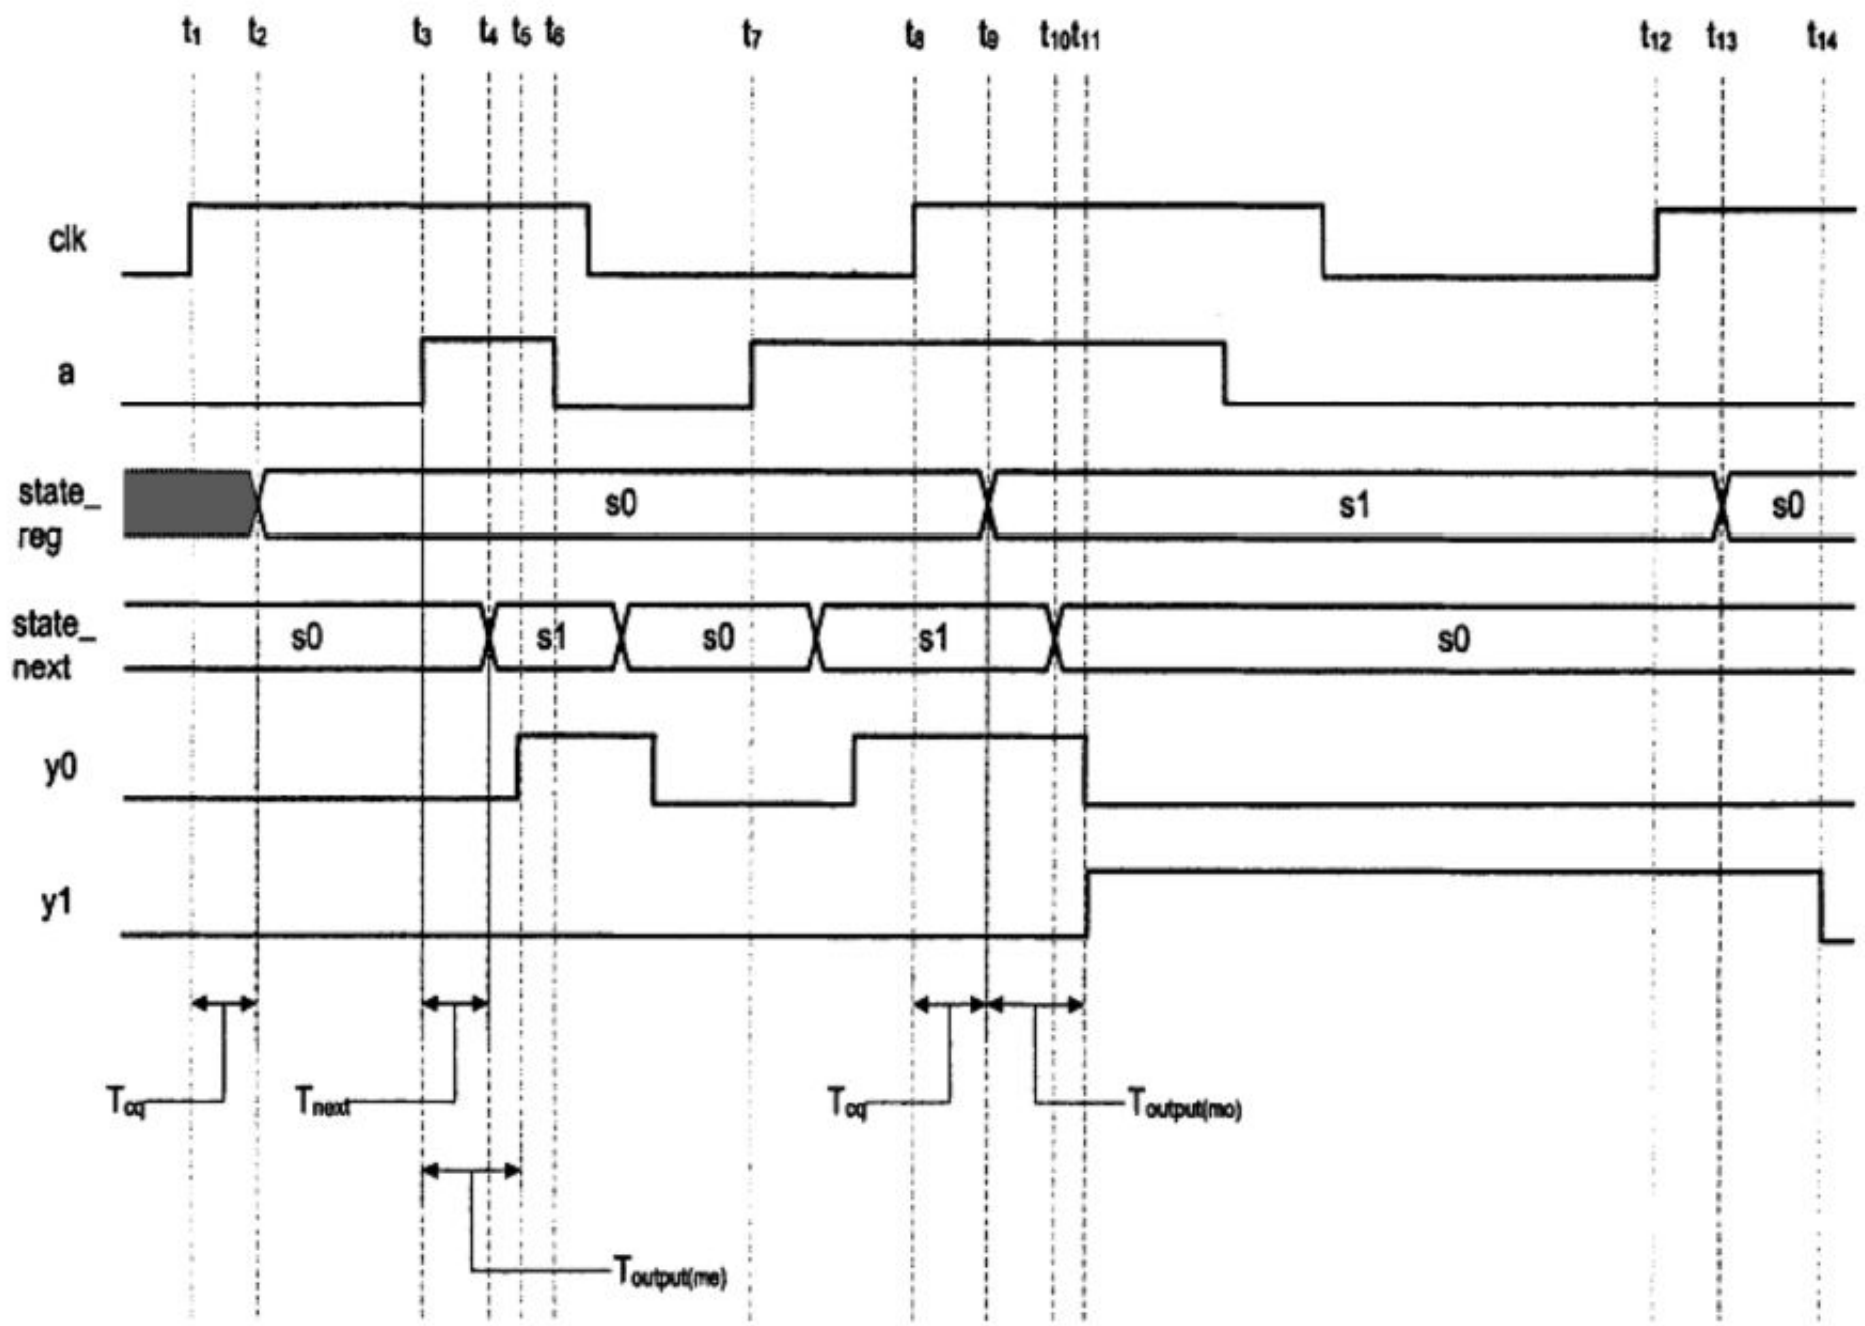 t1 t2 t3 t4 t5 t6 t7 t8 t9 t10 t11 t12 t13 t14
clk
a
state_
reg
s0 s1 s0
state_
next
s0 s1 s0 s1 s0
y0
y1
Tcq Tnext Tcq Toutput(mo)
Toutput(me)